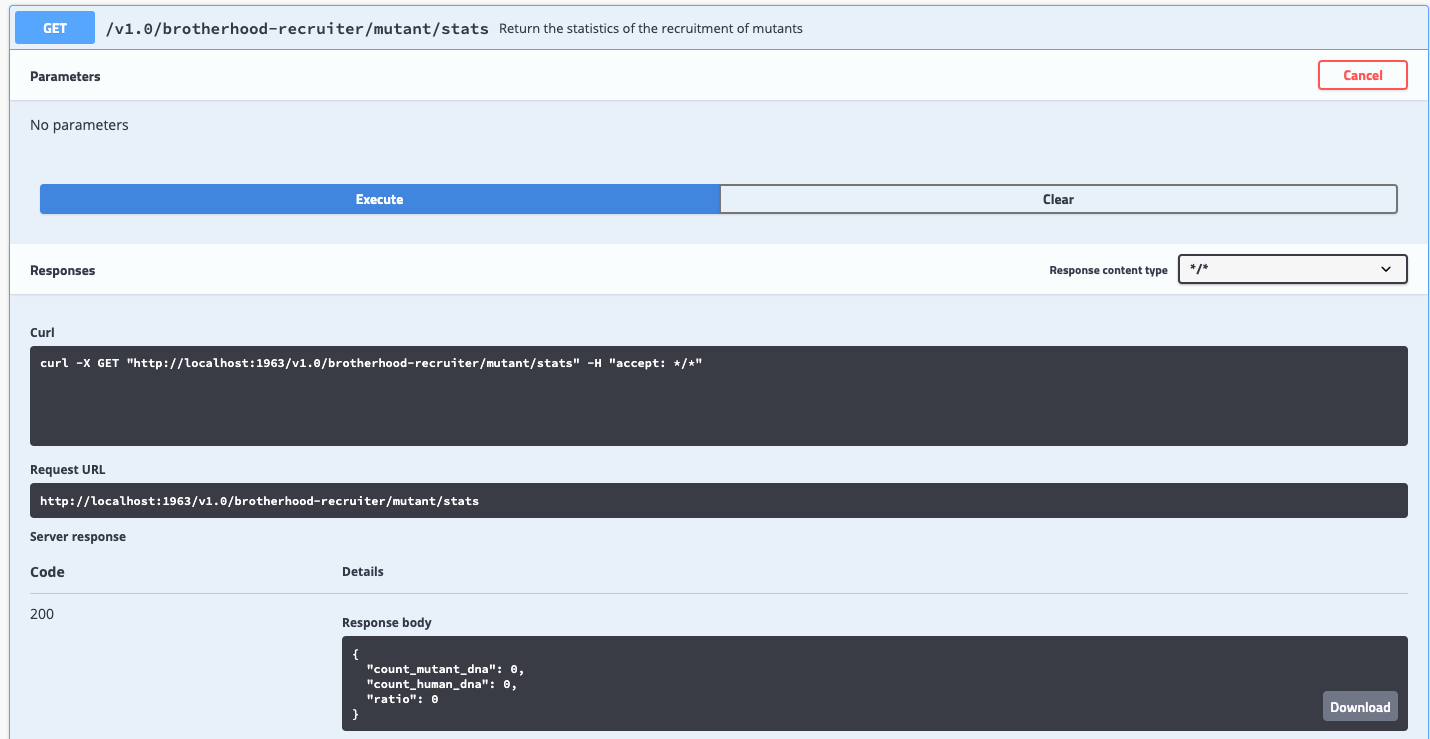 GET /v1.0/brotherhood-recruiter/mutant/stats Return the statistics of the recruitment of mutants
Parameters Cancel
No parameters
Execute Clear
Responses Response content type */*
Curl
curl -X GET "http://localhost:1963/v1.0/brotherhood-recruiter/mutant/stats" -H "accept: */*"
Request URL
http://localhost:1963/v1.0/brotherhood-recruiter/mutant/stats
Server response
Code Details
200
Response body
{
  "count_mutant_dna": 0,
  "count_human_dna": 0,
  "ratio": 0
}
Download